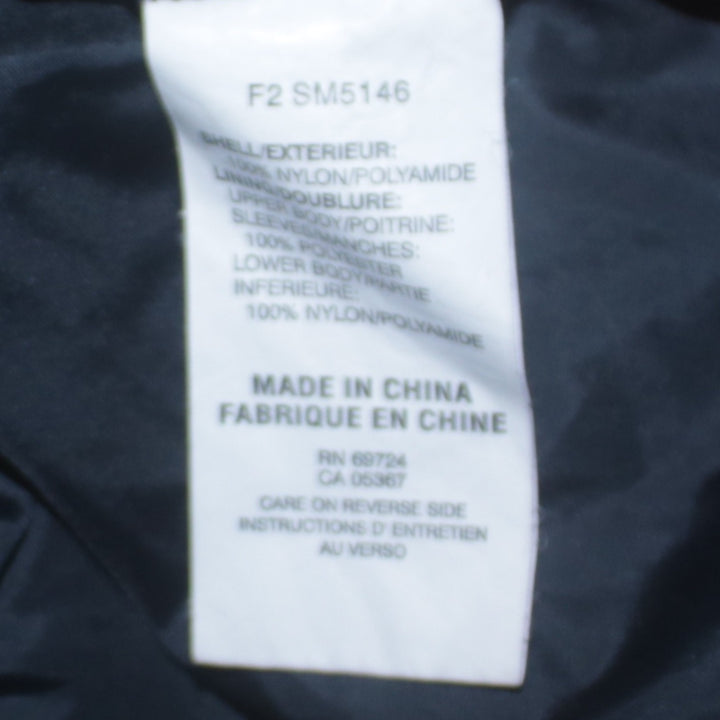 F2 SM5146
SHELL/EXTERIEUR:
100% NYLON/POLYAMIDE
LINING/DOUBLURE:
UPPER BODY/POITRINE:
SLEEVES/MANCHES:
100% POLYESTER
LOWER BODY/PARTIE
INFERIEURE:
100% NYLON/POLYAMIDE
MADE IN CHINA
FABRIQUE EN CHINE
RN 69724
CA 05367
CARE ON REVERSE SIDE
INSTRUCTIONS D' ENTRETIEN
AU VERSO